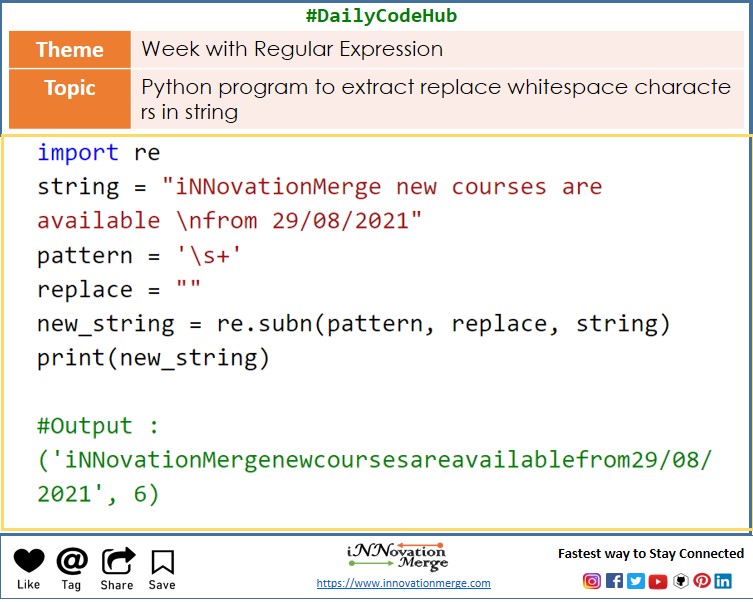 #DailyCodeHub
Theme
Week with Regular Expression
Topic
Python program to extract replace whitespace characte
rs in string
import re
string = "iNNovationMerge new courses are
available \nfrom 29/08/2021"
pattern = '\s+'
replace = ""
new_string = re.subn(pattern, replace, string)
print(new_string)
#Output :
('iNNovationMergenewcoursesareavailablefrom29/08/
2021', 6)
Like
Tag
Share
Save
iNNovation
Merge
https://www.innovationmerge.com
Fastest way to Stay Connected